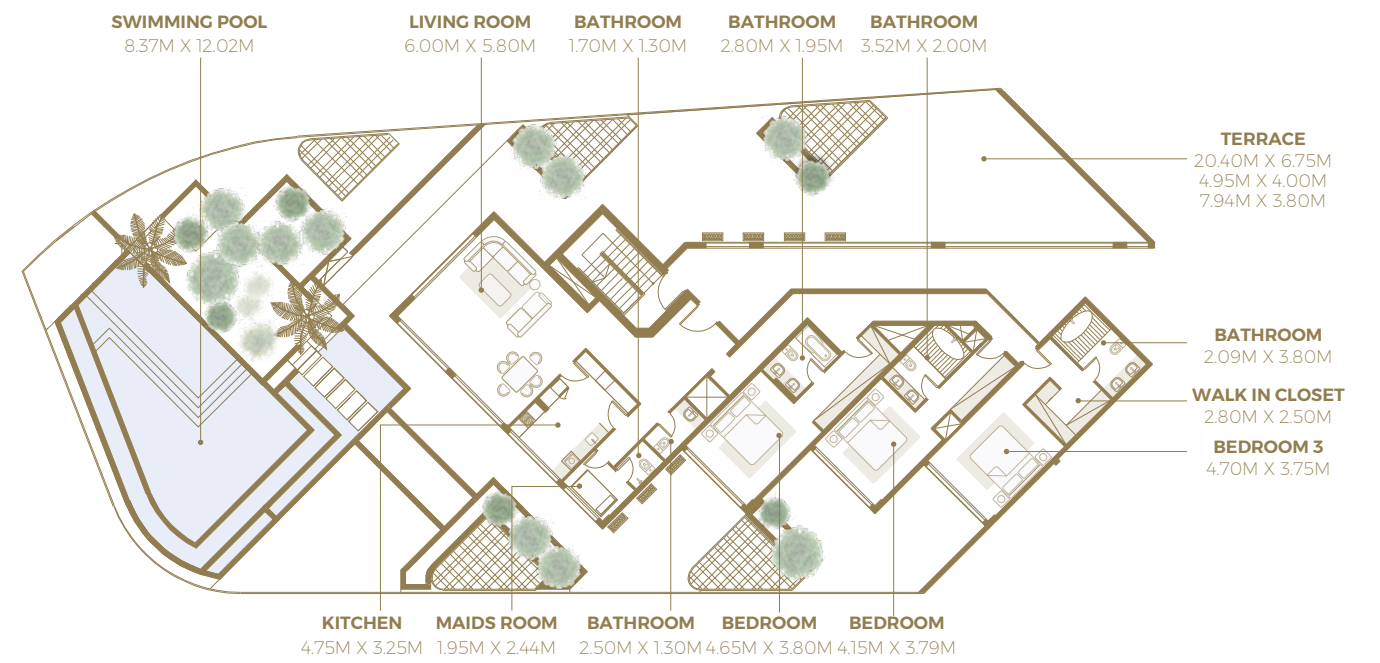 SWIMMING POOL
8.37M X 12.02M
LIVING ROOM
6.00M X 5.80M
BATHROOM
1.70M X 1.30M
BATHROOM
2.80M X 1.95M
BATHROOM
3.52M X 2.00M
TERRACE
20.40M X 6.75M
4.95M X 4.00M
7.94M X 3.80M
BATHROOM
2.09M X 3.80M
WALK IN CLOSET
2.80M X 2.50M
BEDROOM 3
4.70M X 3.75M
KITCHEN
4.75M X 3.25M
MAIDS ROOM
1.95M X 2.44M
BATHROOM
2.50M X 1.30M
BEDROOM
4.65M X 3.80M
BEDROOM
4.15M X 3.79M